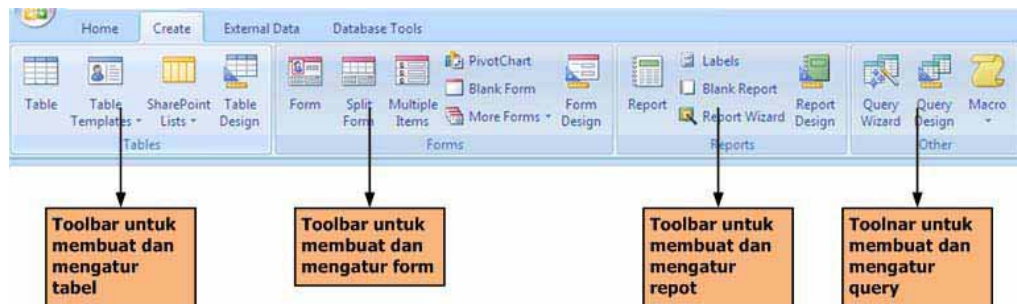 Home Create External Data Database Tools
Table
Table Templates
SharePoint Lists
Table Design
Tables
Form
Split Form
Multiple Items
PivotChart
Blank Form
More Forms
Form Design
Forms
Report
Labels
Blank Report
Report Wizard
Report Design
Reports
Query Wizard
Query Design
Macro
Other
Toolbar untuk
membuat dan
mengatur
tabel
Toolbar untuk
membuat dan
mengatur form
Toolbar untuk
membuat dan
mengatur
repot
Toolnar untuk
membuat dan
mengatur
query